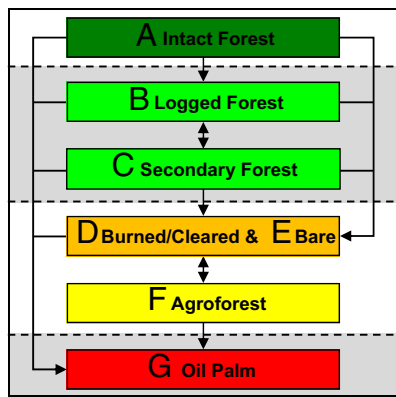 A Intact Forest
B Logged Forest
C Secondary Forest
D Burned/Cleared & E Bare
F Agroforest
G Oil Palm